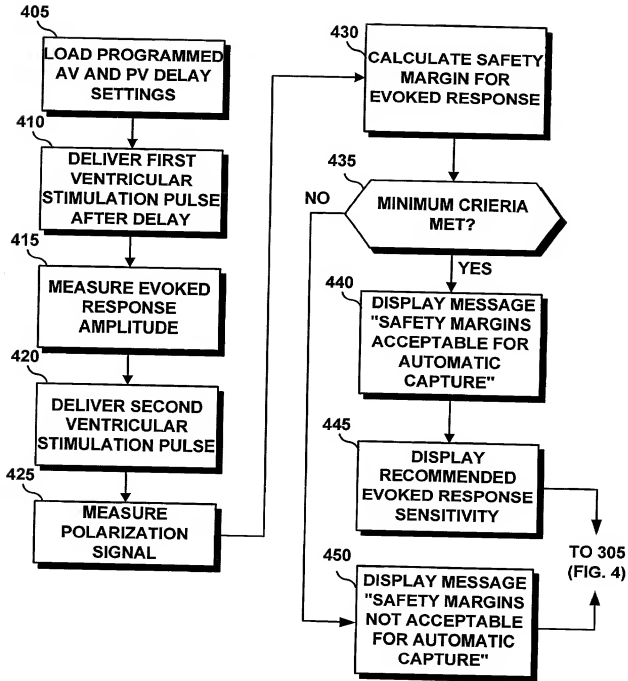 405
LOAD PROGRAMMED
AV AND PV DELAY
SETTINGS
410
DELIVER FIRST
VENTRICULAR
STIMULATION PULSE
AFTER DELAY
415
MEASURE EVOKED
RESPONSE
AMPLITUDE
420
DELIVER SECOND
VENTRICULAR
STIMULATION PULSE
425
MEASURE
POLARIZATION
SIGNAL
430
CALCULATE SAFETY
MARGIN FOR
EVOKED RESPONSE
435
MINIMUM CRIERIA
MET?
NO
YES
440
DISPLAY MESSAGE
"SAFETY MARGINS
ACCEPTABLE FOR
AUTOMATIC
CAPTURE"
445
DISPLAY
RECOMMENDED
EVOKED RESPONSE
SENSITIVITY
450
DISPLAY MESSAGE
"SAFETY MARGINS
NOT ACCEPTABLE
FOR AUTOMATIC
CAPTURE"
TO 305
(FIG. 4)